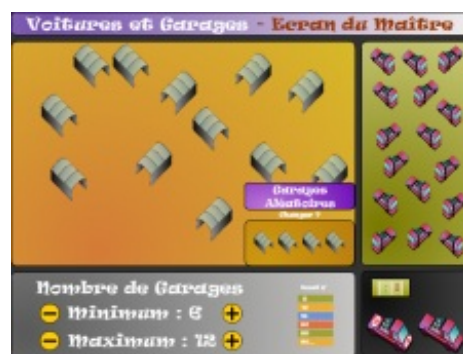 Voitures et Garages - Ecran du Maître
Garages
Aléatoires
Changer ?
Nombre de Garages
Minimum : 6
Maximum : 12